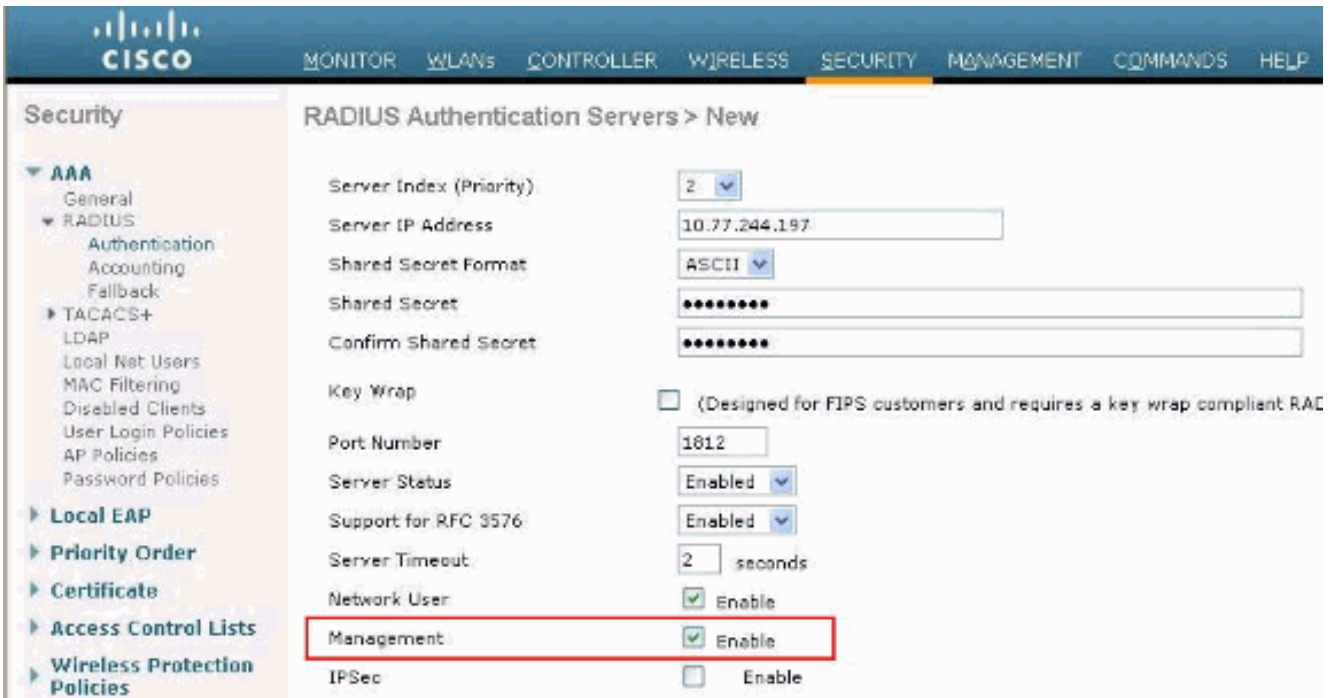 CISCO
MONITOR WLANs CONTROLLER WIRELESS SECURITY MANAGEMENT COMMANDS HELP
Security
AAA
General
RADIUS
Authentication
Accounting
Fallback
TACACS+
LDAP
Local Net Users
MAC Filtering
Disabled Clients
User Login Policies
AP Policies
Password Policies
Local EAP
Priority Order
Certificate
Access Control Lists
Wireless Protection
Policies
RADIUS Authentication Servers > New
Server Index (Priority) 2
Server IP Address 10.77.244.197
Shared Secret Format ASCII
Shared Secret ••••••••
Confirm Shared Secret ••••••••
Key Wrap (Designed for FIPS customers and requires a key wrap compliant RAD
Port Number 1812
Server Status Enabled
Support for RFC 3576 Enabled
Server Timeout 2 seconds
Network User Enable
Management Enable
IPSec Enable